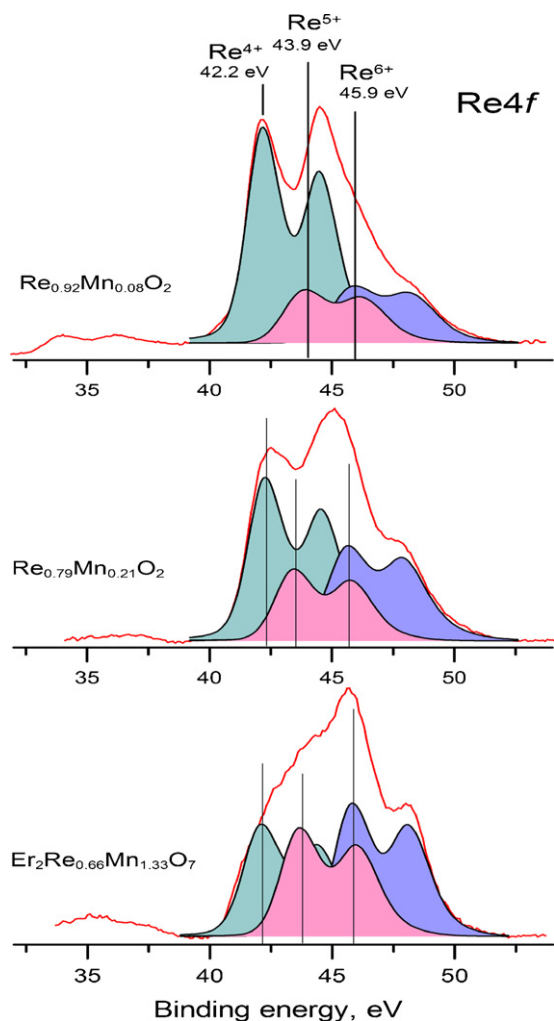 Re⁵⁺
Re⁴⁺ 43.9 eV
42.2 eV Re⁶⁺
45.9 eV
Re4f
Re₀.₉₂Mn₀.₀₈O₂
35 40 45 50
Re₀.₇₉Mn₀.₂₁O₂
35 40 45 50
Er₂Re₀.₆₆Mn₁.₃₃O₇
35 40 45 50
Binding energy, eV